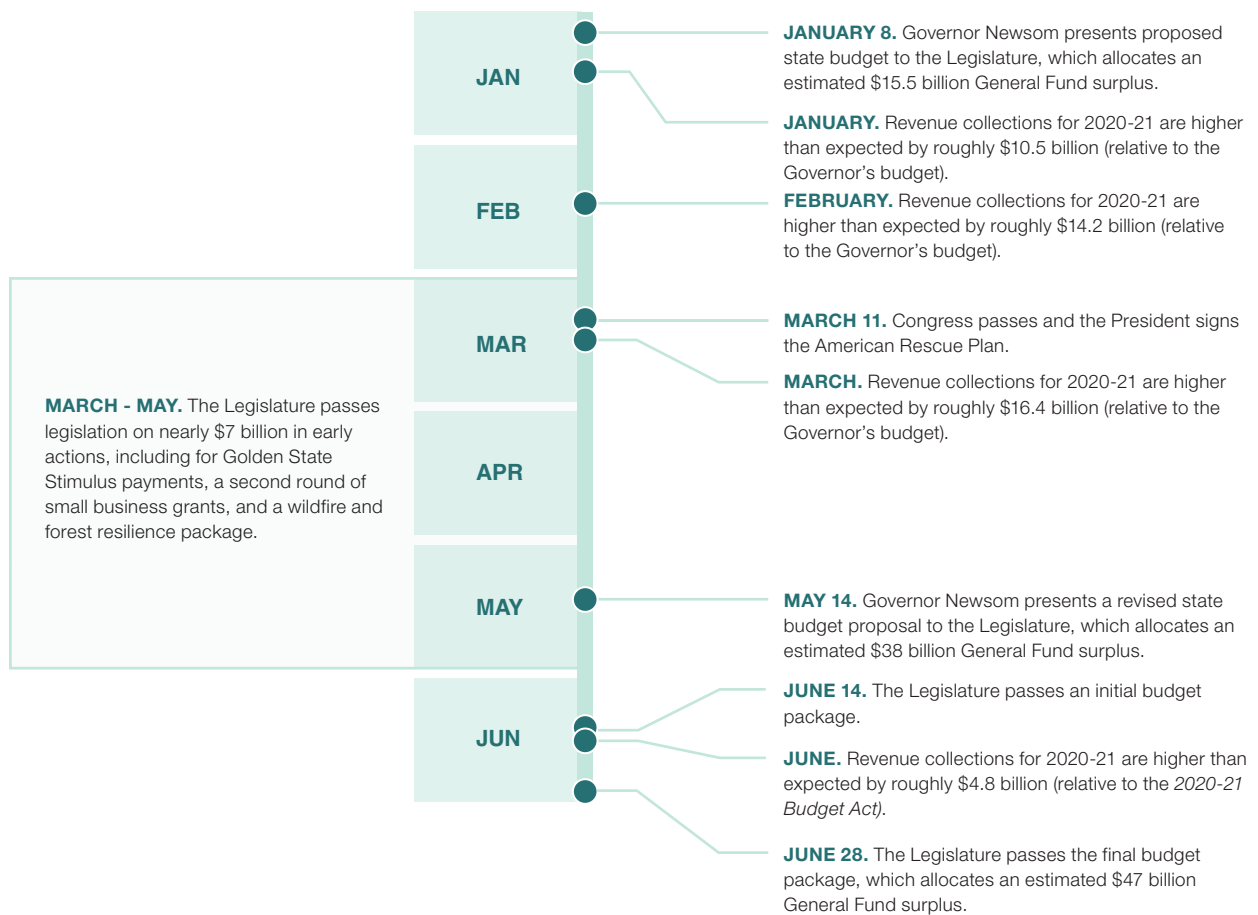 JAN
JANUARY 8. Governor Newsom presents proposed
state budget to the Legislature, which allocates an
estimated $15.5 billion General Fund surplus.
JANUARY. Revenue collections for 2020-21 are higher
than expected by roughly $10.5 billion (relative to the
Governor’s budget).
FEB
FEBRUARY. Revenue collections for 2020-21 are
higher than expected by roughly $14.2 billion (relative
to the Governor’s budget).
MAR
MARCH 11. Congress passes and the President signs
the American Rescue Plan.
MARCH. Revenue collections for 2020-21 are higher
than expected by roughly $16.4 billion (relative to the
Governor’s budget).
MARCH - MAY. The Legislature passes
legislation on nearly $7 billion in early
actions, including for Golden State
Stimulus payments, a second round of
small business grants, and a wildfire and
forest resilience package.
APR
MAY
MAY 14. Governor Newsom presents a revised state
budget proposal to the Legislature, which allocates an
estimated $38 billion General Fund surplus.
JUN
JUNE 14. The Legislature passes an initial budget
package.
JUNE. Revenue collections for 2020-21 are higher than
expected by roughly $4.8 billion (relative to the 2020-21
Budget Act).
JUNE 28. The Legislature passes the final budget
package, which allocates an estimated $47 billion
General Fund surplus.